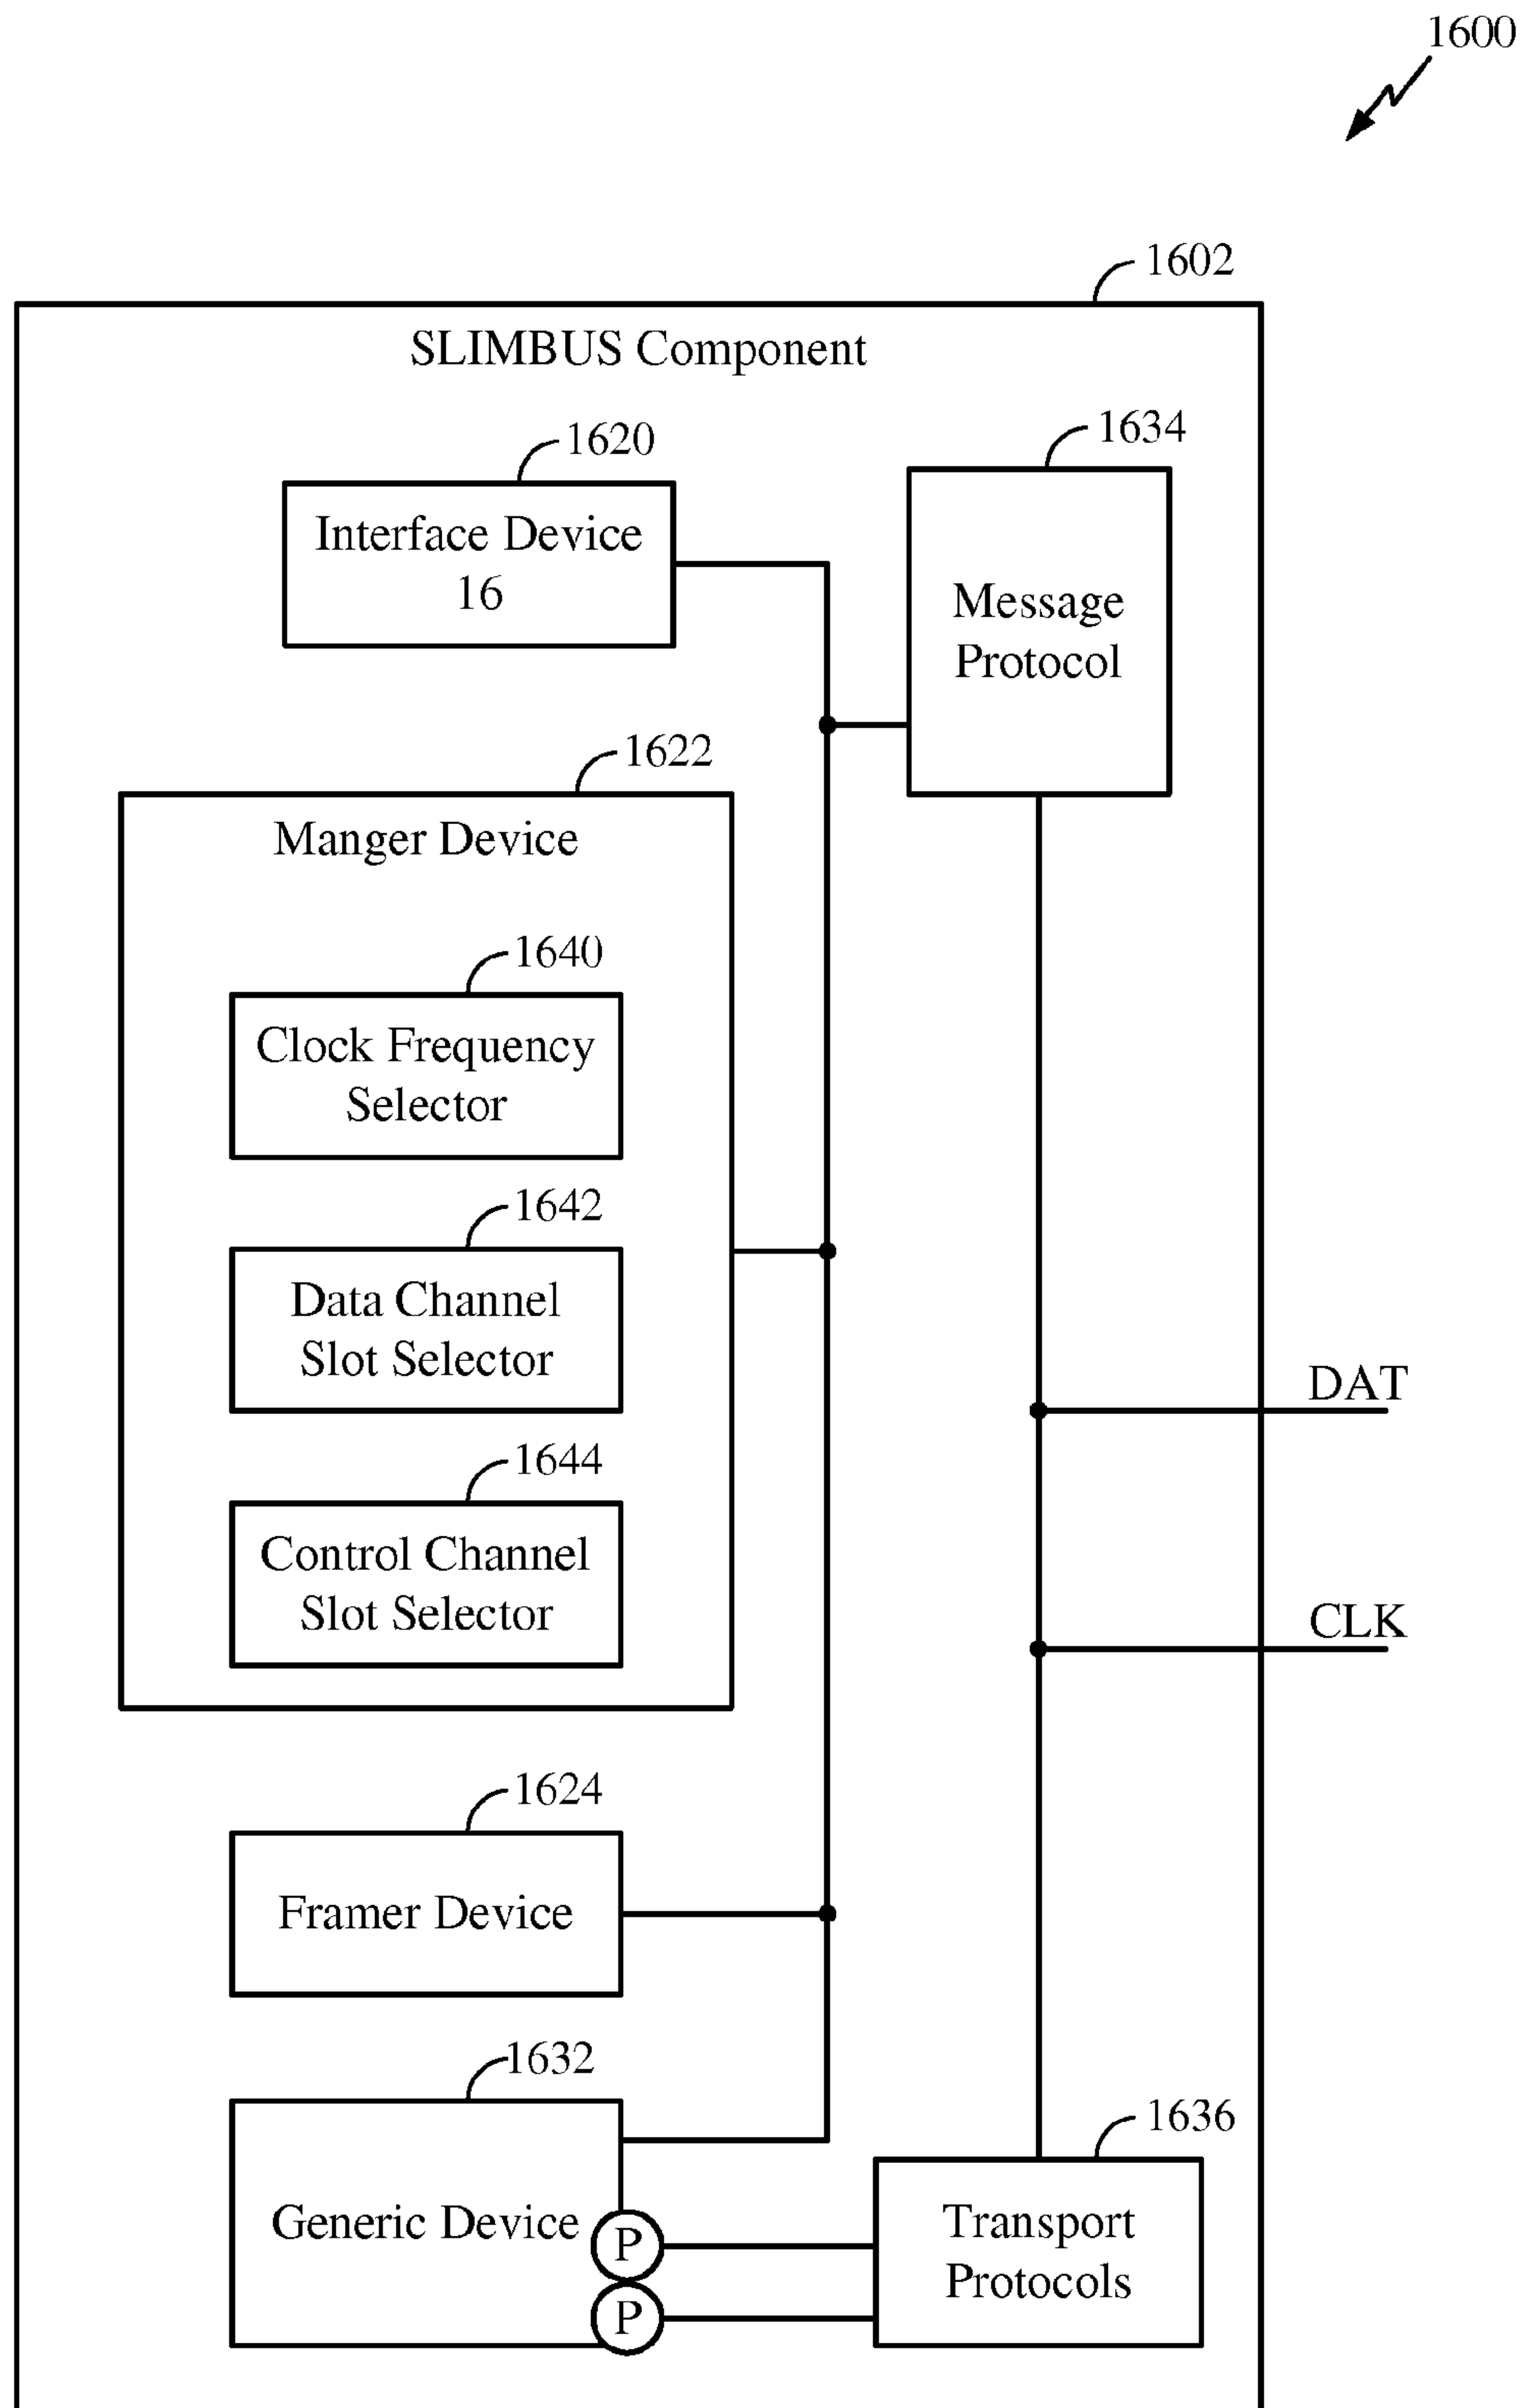 1600
1602
SLIMBUS Component
1620
Interface Device
16
1634
Message
Protocol
1622
Manger Device
1640
Clock Frequency
Selector
1642
Data Channel
Slot Selector
1644
Control Channel
Slot Selector
DAT
CLK
1624
Framer Device
1632
Generic Device
P
P
1636
Transport
Protocols